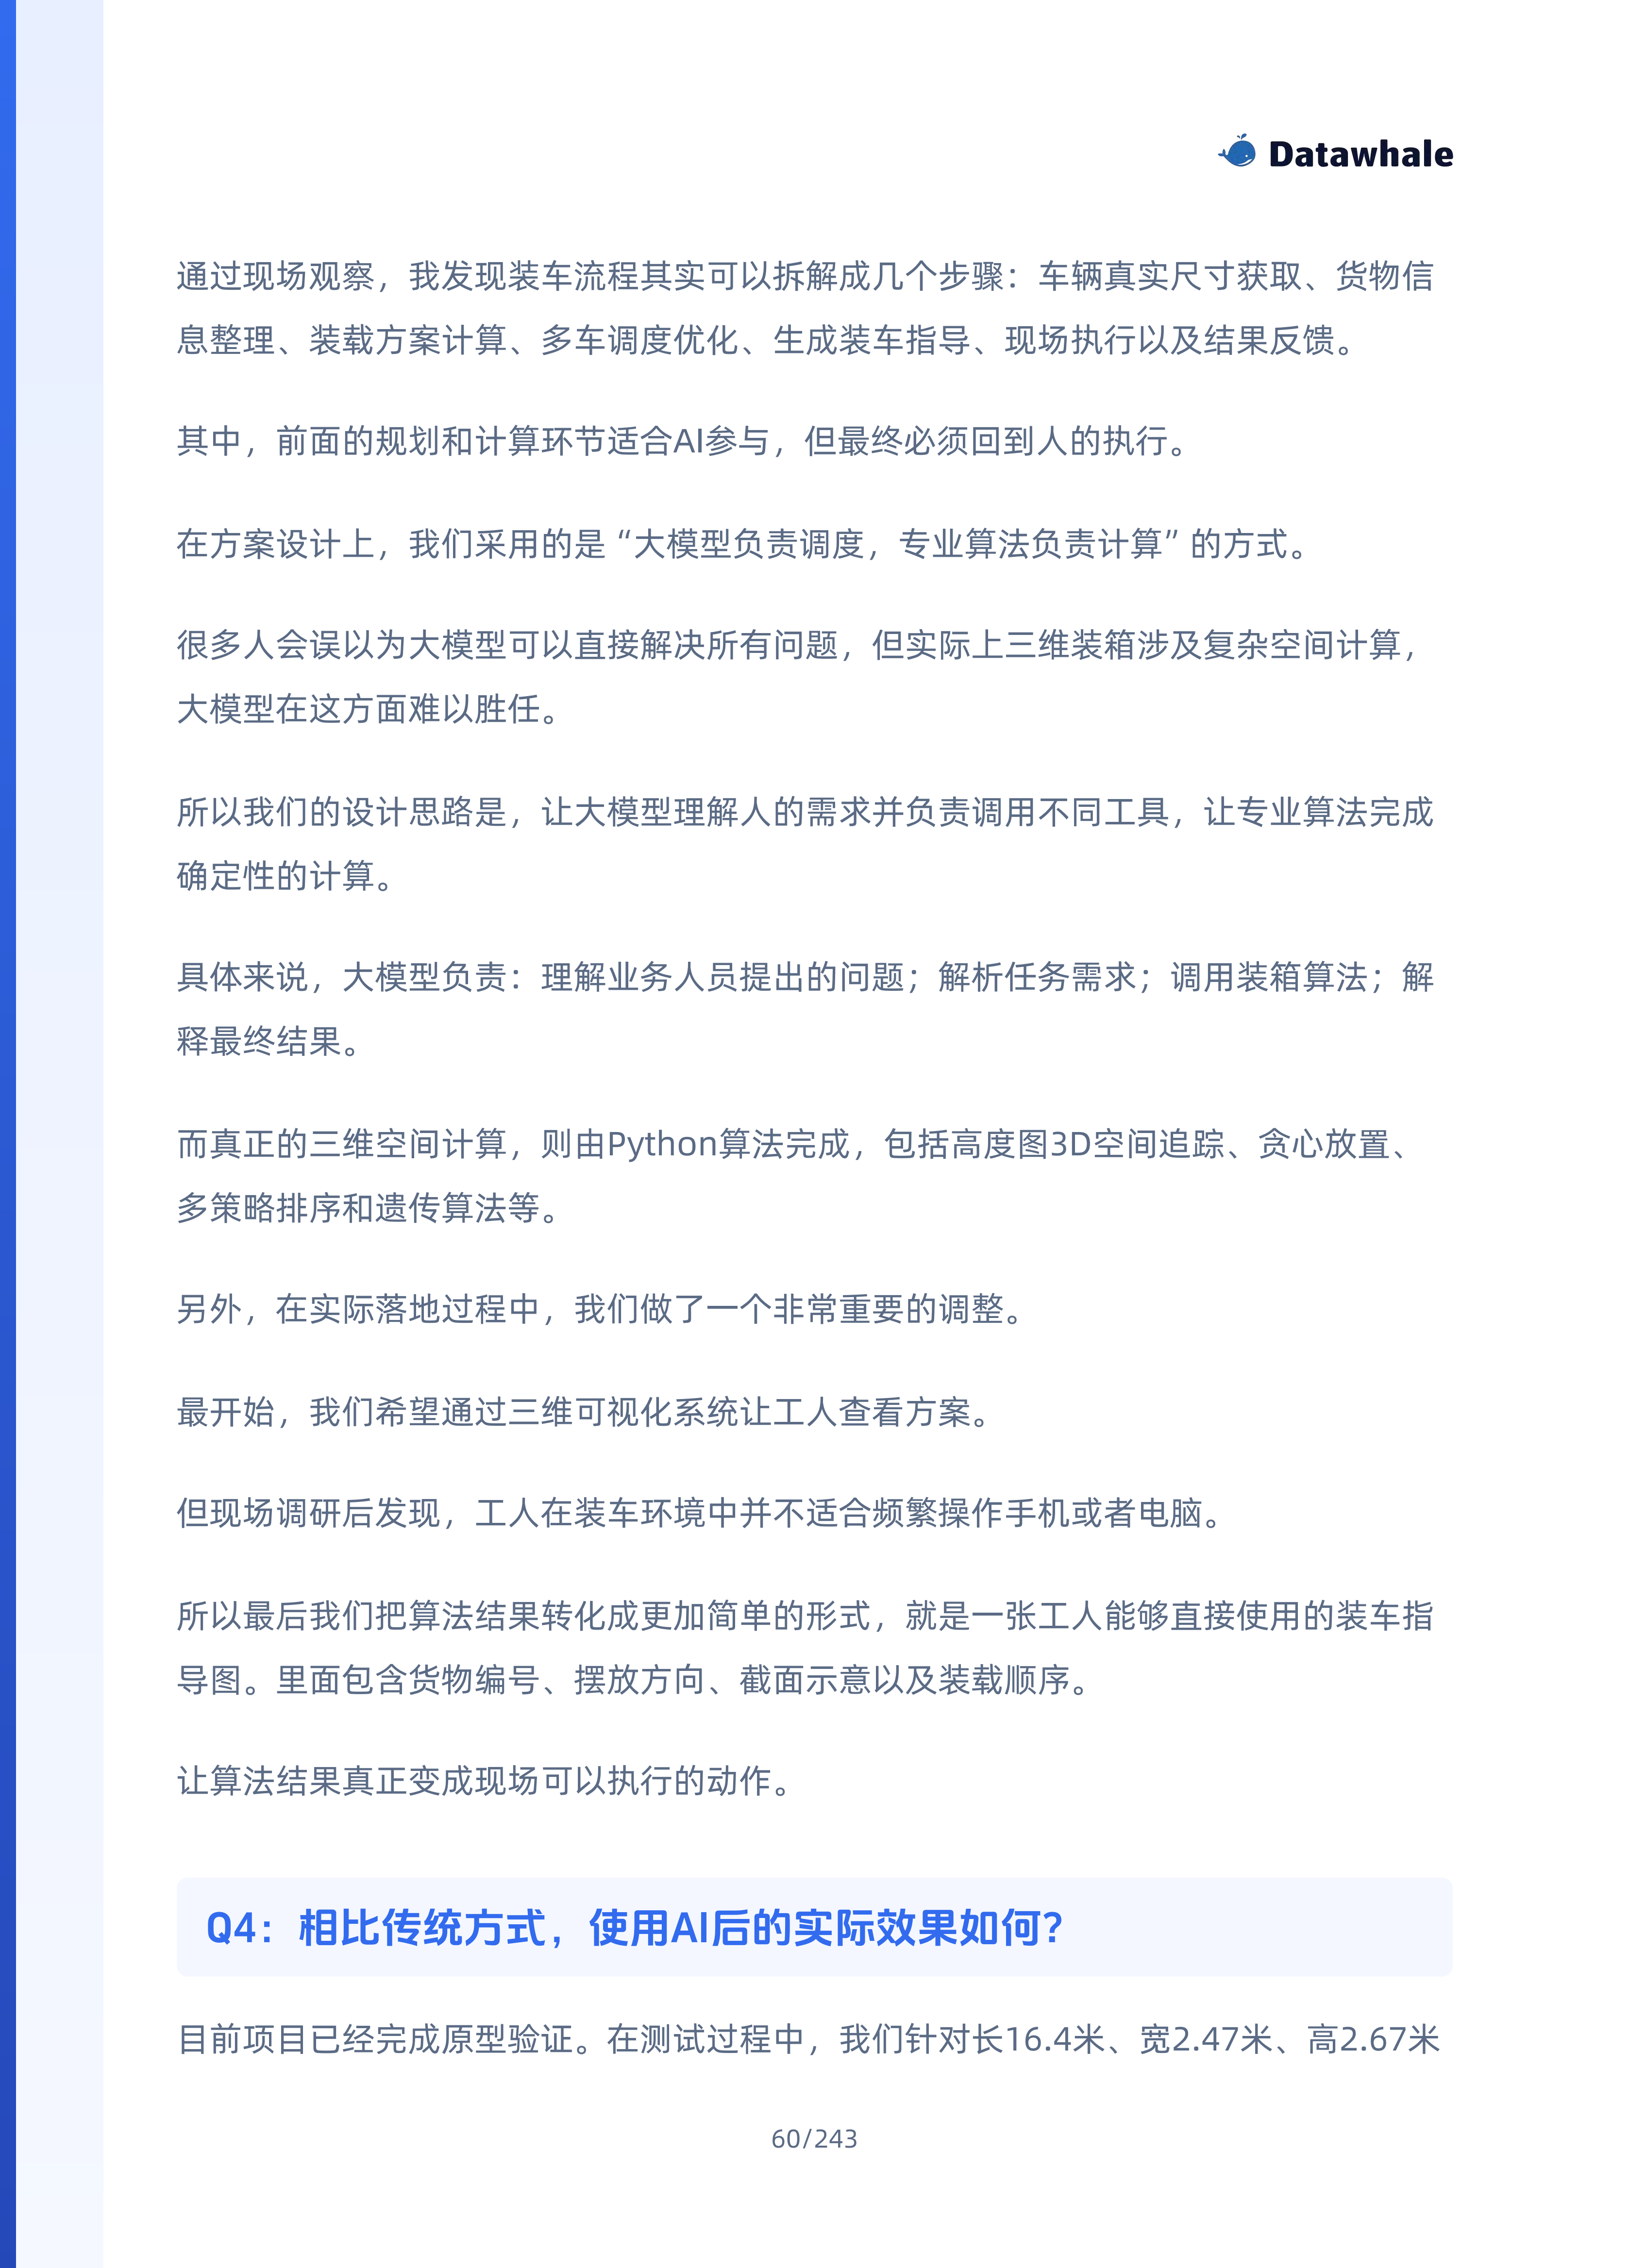 Datawhale
通过现场观察，我发现装车流程其实可以拆解成几个步骤：车辆真实尺寸获取、货物信
息整理、装载方案计算、多车调度优化、生成装车指导、现场执行以及结果反馈。
其中，前面的规划和计算环节适合AI参与，但最终必须回到人的执行。
在方案设计上，我们采用的是“大模型负责调度，专业算法负责计算”的方式。
很多人会误以为大模型可以直接解决所有问题，但实际上三维装箱涉及复杂空间计算，
大模型在这方面难以胜任。
所以我们的设计思路是，让大模型理解人的需求并负责调用不同工具，让专业算法完成
确定性的计算。
具体来说，大模型负责：理解业务人员提出的问题；解析任务需求；调用装箱算法；解
释最终结果。
而真正的三维空间计算，则由Python算法完成，包括高度图3D空间追踪、贪心放置、
多策略排序和遗传算法等。
另外，在实际落地过程中，我们做了一个非常重要的调整。
最开始，我们希望通过三维可视化系统让工人查看方案。
但现场调研后发现，工人在装车环境中并不适合频繁操作手机或者电脑。
所以最后我们把算法结果转化成更加简单的形式，就是一张工人能够直接使用的装车指
导图。里面包含货物编号、摆放方向、截面示意以及装载顺序。
让算法结果真正变成现场可以执行的动作。
Q4：相比传统方式，使用AI后的实际效果如何？
目前项目已经完成原型验证。在测试过程中，我们针对长16.4米、宽2.47米、高2.67米
60/243